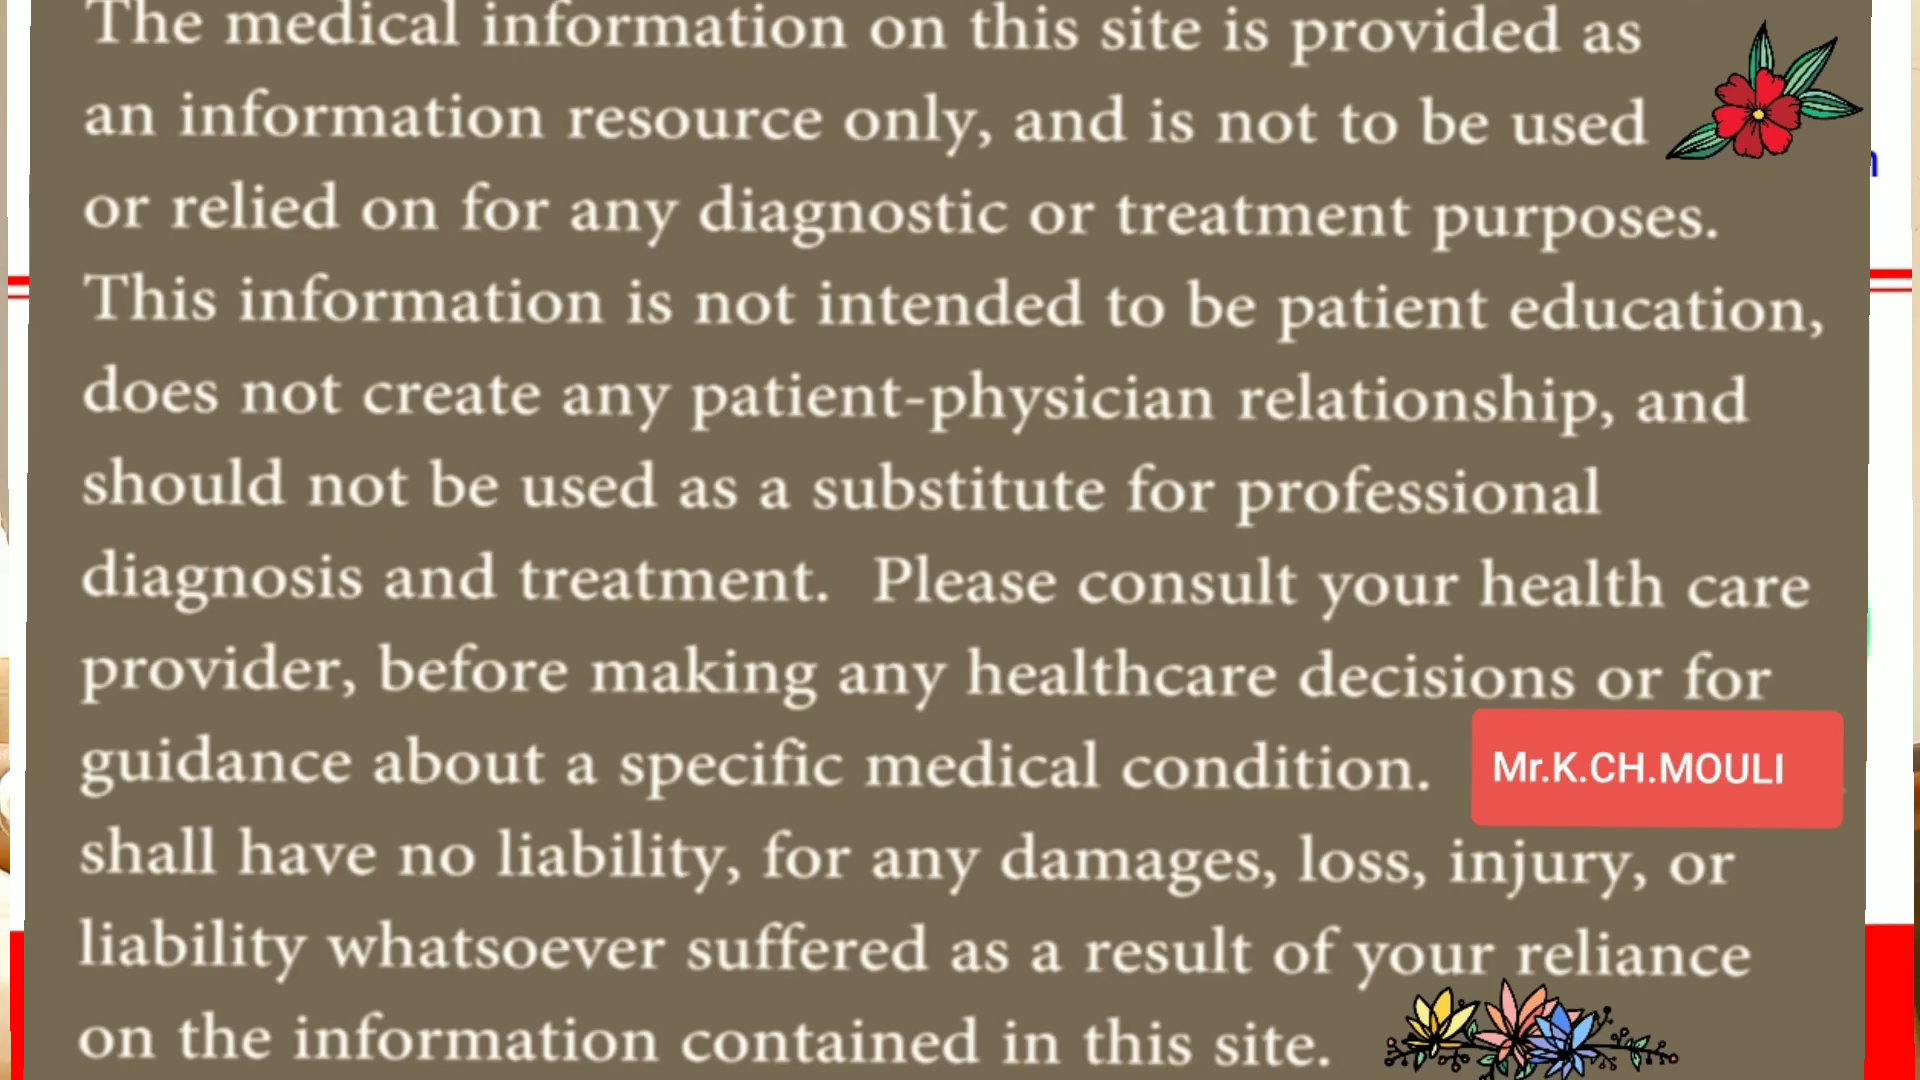 The medical information on this site is provided as
an information resource only, and is not to be used
or relied on for any diagnostic or treatment purposes.
This information is not intended to be patient education,
does not create any patient-physician relationship, and
should not be used as a substitute for professional
diagnosis and treatment.  Please consult your health care
provider, before making any healthcare decisions or for
guidance about a specific medical condition.  Mr.K.CH.MOULI
shall have no liability, for any damages, loss, injury, or
liability whatsoever suffered as a result of your reliance
on the information contained in this site.